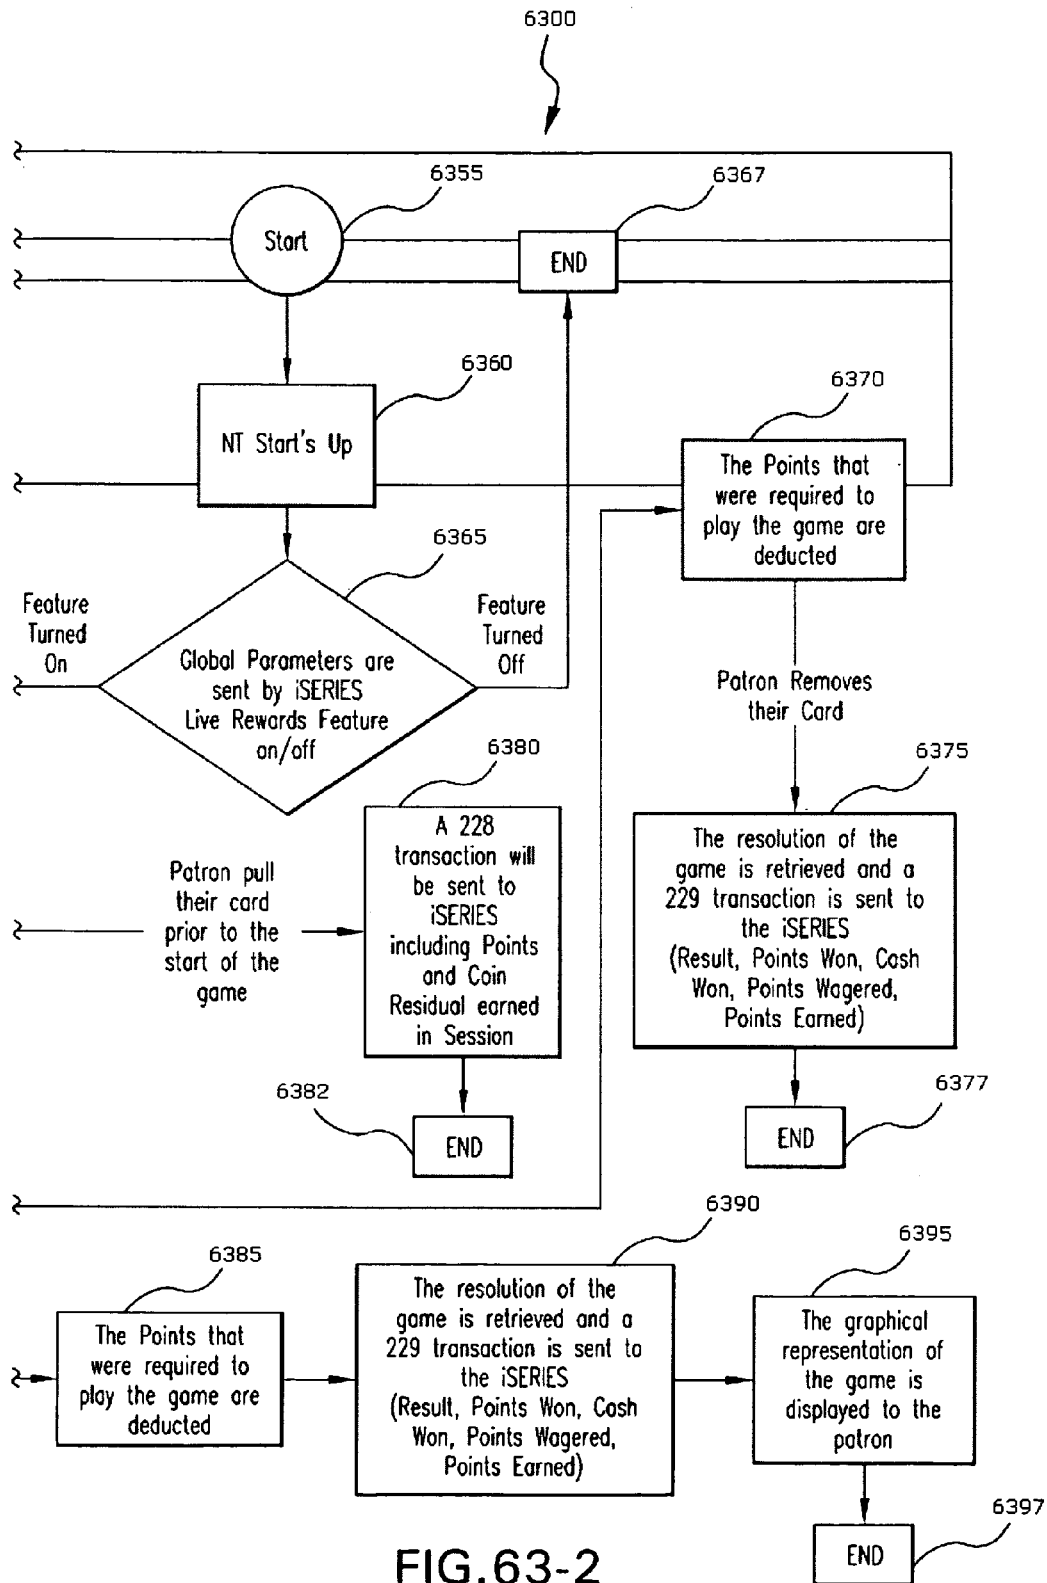 6300
6355
6367
Start
END
6360
6370
NT Start's Up
The Points that
were required to
play the game are
deducted
6365
Feature
Turned
On
Feature
Turned
Off
Global Parameters are
sent by iSERIES
Live Rewards Feature
on/off
Patron Removes
their Card
6380
6375
A 228
transaction will
be sent to
iSERIES
including Points
and Coin
Residual earned
in Session
Patron pull
their card
prior to the
start of the
game
The resolution of the
game is retrieved and a
229 transaction is sent to
the iSERIES
(Result, Points Won, Cash
Won, Points Wagered,
Points Earned)
6382
END
6377
END
6390
6395
6385
The Points that
were required to
play the game are
deducted
The resolution of the
game is retrieved and a
229 transaction is sent to
the iSERIES
(Result, Points Won, Cash
Won, Points Wagered,
Points Earned)
The graphical
representation of
the game is
displayed to the
patron
6397
END
FIG.63-2